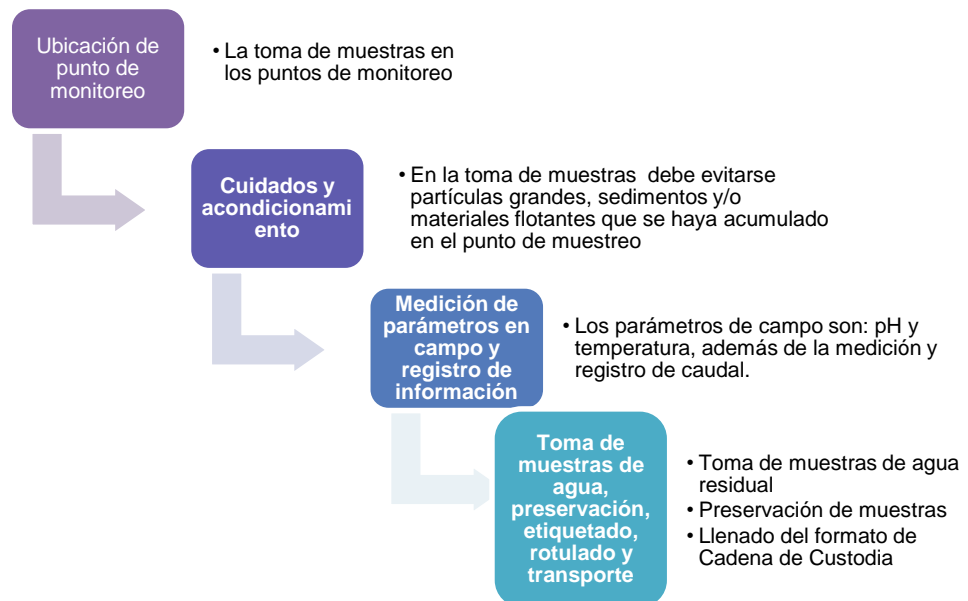 Ubicación de
punto de
monitoreo
• La toma de muestras en
los puntos de monitoreo
Cuidados y
acondicionami
ento
• En la toma de muestras debe evitarse
partículas grandes, sedimentos y/o
materiales flotantes que se haya acumulado
en el punto de muestreo
Medición de
parámetros en
campo y
registro de
información
• Los parámetros de campo son: pH y
temperatura, además de la medición y
registro de caudal.
Toma de
muestras de
agua,
preservación,
etiquetado,
rotulado y
transporte
• Toma de muestras de agua
residual
• Preservación de muestras
• Llenado del formato de
Cadena de Custodia